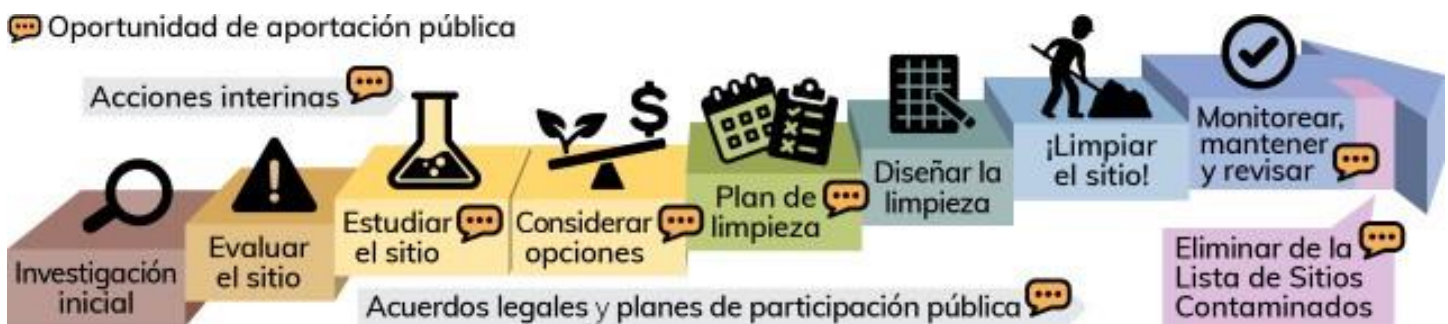 Oportunidad de aportación pública
Acciones interinas
Investigación
inicial
Evaluar
el sitio
Estudiar
el sitio
Considerar
opciones
$
Plan de
limpieza
Diseñar la
limpieza
¡Limpiar
el sitio!
Monitorear,
mantener
y revisar
Eliminar de la
Lista de Sitios
Contaminados
Acuerdos legales y planes de participación pública